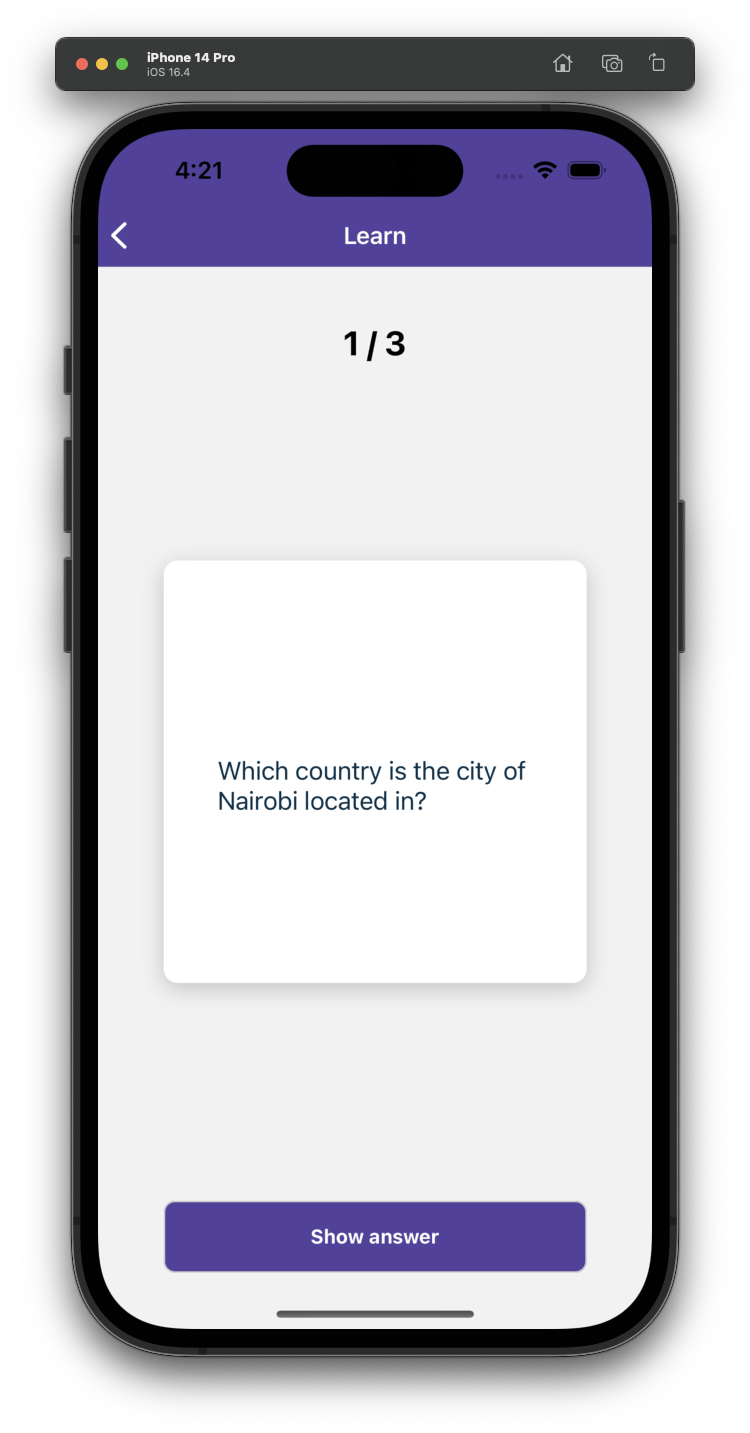 iPhone 14 Pro
iOS 16.4
4:21
Learn
1 / 3
Which country is the city of
Nairobi located in?
Show answer